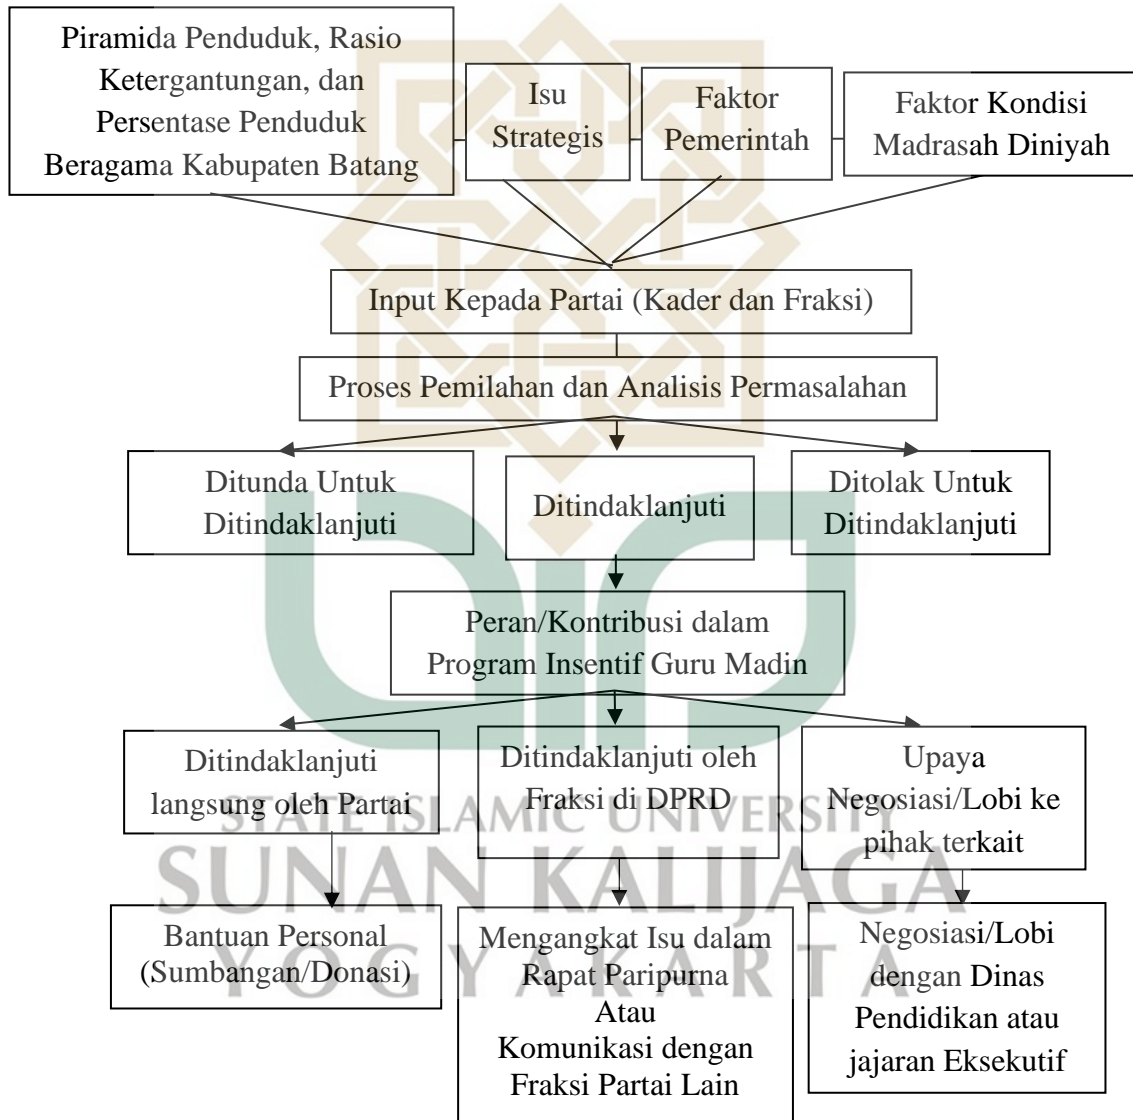 Piramida Penduduk, Rasio
Ketergantungan, dan
Persentase Penduduk
Beragama Kabupaten Batang
Isu
Strategis
Faktor
Pemerintah
Faktor Kondisi
Madrasah Diniyah
Input Kepada Partai (Kader dan Fraksi)
Proses Pemilahan dan Analisis Permasalahan
Ditunda Untuk
Ditindaklanjuti
Ditindaklanjuti
Ditolak Untuk
Ditindaklanjuti
Peran/Kontribusi dalam
Program Insentif Guru Madin
Ditindaklanjuti
langsung oleh Partai
Ditindaklanjuti oleh
Fraksi di DPRD
Upaya
Negosiasi/Lobi ke
pihak terkait
STATE ISLAMIC UNIVERSITY
SUNAN KALIJAGA
YOGYAKARTA
Bantuan Personal
(Sumbangan/Donasi)
Mengangkat Isu dalam
Rapat Paripurna
Atau
Komunikasi dengan
Fraksi Partai Lain
Negosiasi/Lobi
dengan Dinas
Pendidikan atau
jajaran Eksekutif